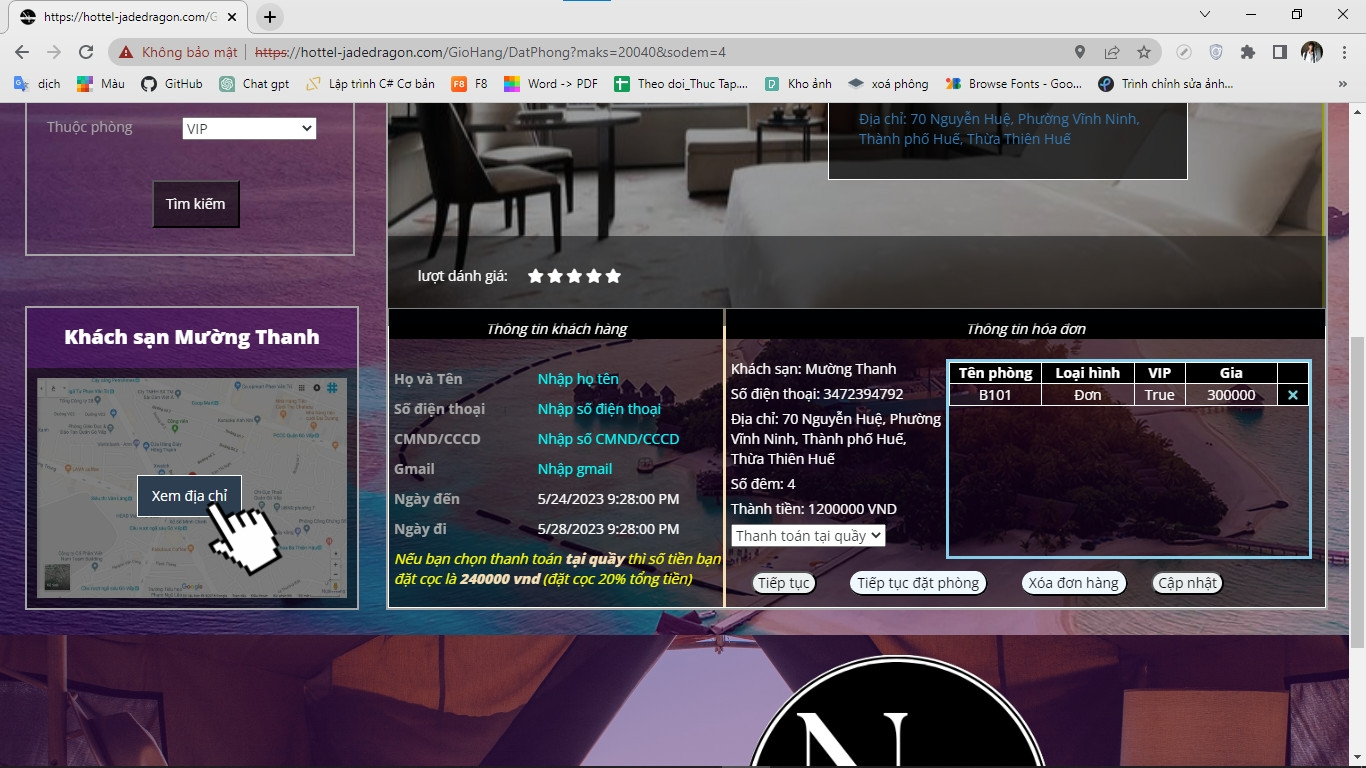 https://hottel-jadedragon.com/G
Không bảo mật
https://hottel-jadedragon.com/GioHang/DatPhong?maks=20040&sodem=4
dịch
Màu
GitHub
Chat gpt
Lập trình C# Cơ bản
F8
F8
Word -> PDF
Theo doi_Thuc Tap...
Kho ảnh
xoá phông
Browse Fonts - Goo...
Trình chỉnh sửa ảnh...
Thuộc phòng
VIP
Tìm kiếm
Địa chỉ: 70 Nguyễn Huệ, Phường Vĩnh Ninh,
Thành phố Huế, Thừa Thiên Huế
lượt dánh giá:
Khách sạn Mường Thanh
Xem địa chỉ
Google
Thông tin khách hàng
Họ và Tên
Nhập họ tên
Số điện thoại
Nhập số điện thoại
CMND/CCCD
Nhập số CMND/CCCD
Gmail
Nhập gmail
Ngày đến
5/24/2023 9:28:00 PM
Ngày đi
5/28/2023 9:28:00 PM
Nếu bạn chọn thanh toán tại quầy thì số tiền bạn
đặt cọc là 240000 vnd (đặt cọc 20% tổng tiền)
Thông tin hóa đơn
Khách sạn: Mường Thanh
Số điện thoại: 3472394792
Địa chỉ: 70 Nguyễn Huệ, Phường
Vĩnh Ninh, Thành phố Huế,
Thừa Thiên Huế
Số đêm: 4
Thành tiền: 1200000 VND
Thanh toán tại quầy
Tên phòng Loại hình VIP Gia
B101 Đơn True 300000
Tiếp tục
Tiếp tục đặt phòng
Xóa đơn hàng
Cập nhật
N